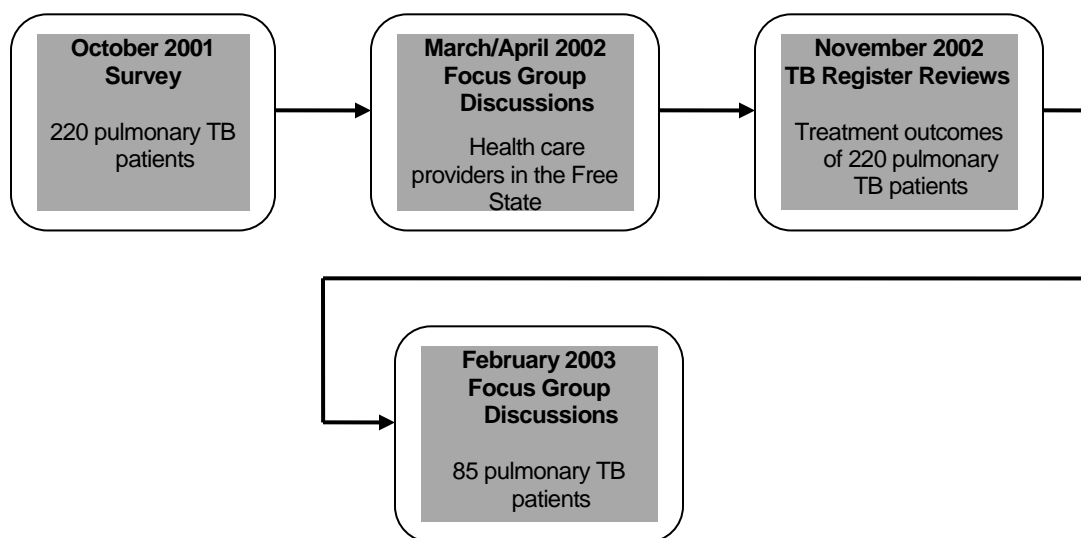 October 2001
Survey
220 pulmonary TB
patients
March/April 2002
Focus Group
Discussions
Health care
providers in the Free
State
November 2002
TB Register Reviews
Treatment outcomes
of 220 pulmonary
TB patients
February 2003
Focus Group
Discussions
85 pulmonary TB
patients